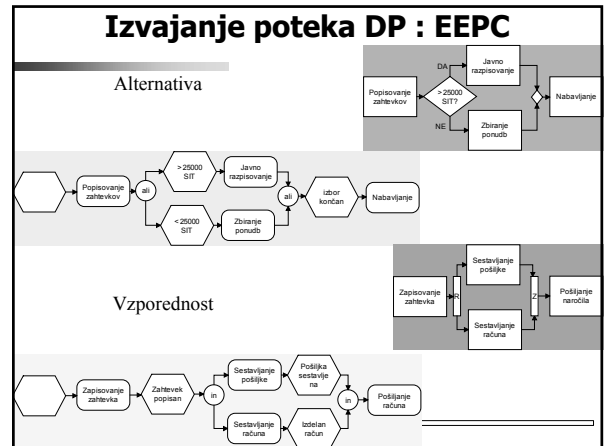 Izvajanje poteka DP : EEPC
Alternativa
Popisovanje
zahtevkov
DA
> 25000
SIT?
NE
Javno
razpisovanje
Zbiranje
ponudb
Nabavljanje
Popisovanje
zahtevkov
ali
> 25000
SIT
Javno
razpisovanje
< 25000
SIT
Zbiranje
ponudb
ali
izbor
končan
Nabavljanje
Vzporednost
Zapisovanje
zahtevka
R
Sestavljanje
pošiljke
Sestavljanje
računa
Z
Pošiljanje
naročila
Zapisovanje
zahtevka
Zahtevek
popisan
in
Sestavljanje
pošiljke
Pošiljka
sestavlje
na
Sestavljanje
računa
Izdelan
račun
in
Pošiljanje
računa